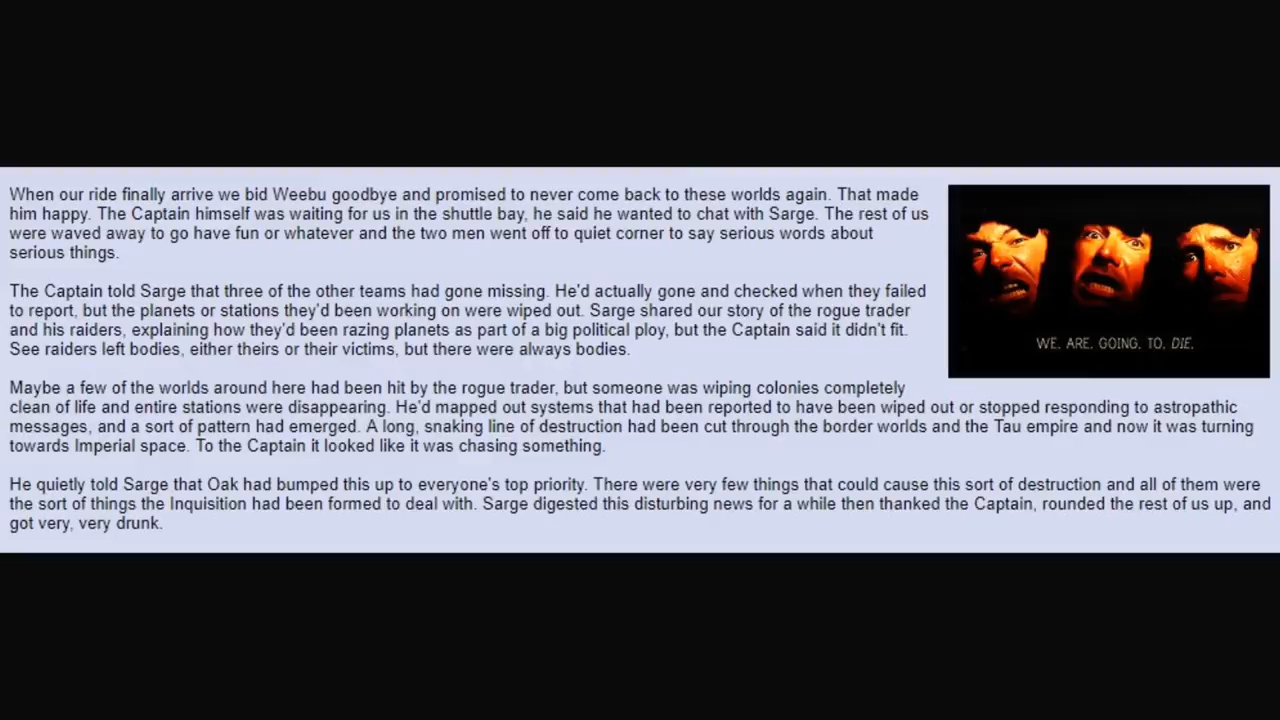 When our ride finally arrive we bid Weebu goodbye and promised to never come back to these worlds again. That made
him happy. The Captain himself was waiting for us in the shuttle bay, he said he wanted to chat with Sarge. The rest of us
were waved away to go have fun or whatever and the two men went off to quiet corner to say serious words about
serious things.
The Captain told Sarge that three of the other teams had gone missing. He'd actually gone and checked when they failed
to report, but the planets or stations they'd been working on were wiped out. Sarge shared our story of the rogue trader
and his raiders, explaining how they'd been razing planets as part of a big political ploy, but the Captain said it didn't fit.
See raiders left bodies, either theirs or their victims, but there were always bodies.
Maybe a few of the worlds around here had been hit by the rogue trader, but someone was wiping colonies completely
clean of life and entire stations were disappearing. He'd mapped out systems that had been reported to have been wiped out or stopped responding to astropathic
messages, and a sort of pattern had emerged. A long, snaking line of destruction had been cut through the border worlds and the Tau empire and now it was turning
towards Imperial space. To the Captain it looked like it was chasing something.
He quietly told Sarge that Oak had bumped this up to everyone's top priority. There were very few things that could cause this sort of destruction and all of them were
the sort of things the Inquisition had been formed to deal with. Sarge digested this disturbing news for a while then thanked the Captain, rounded the rest of us up, and
got very, very drunk.
WE. ARE. GOING. TO. DIE.